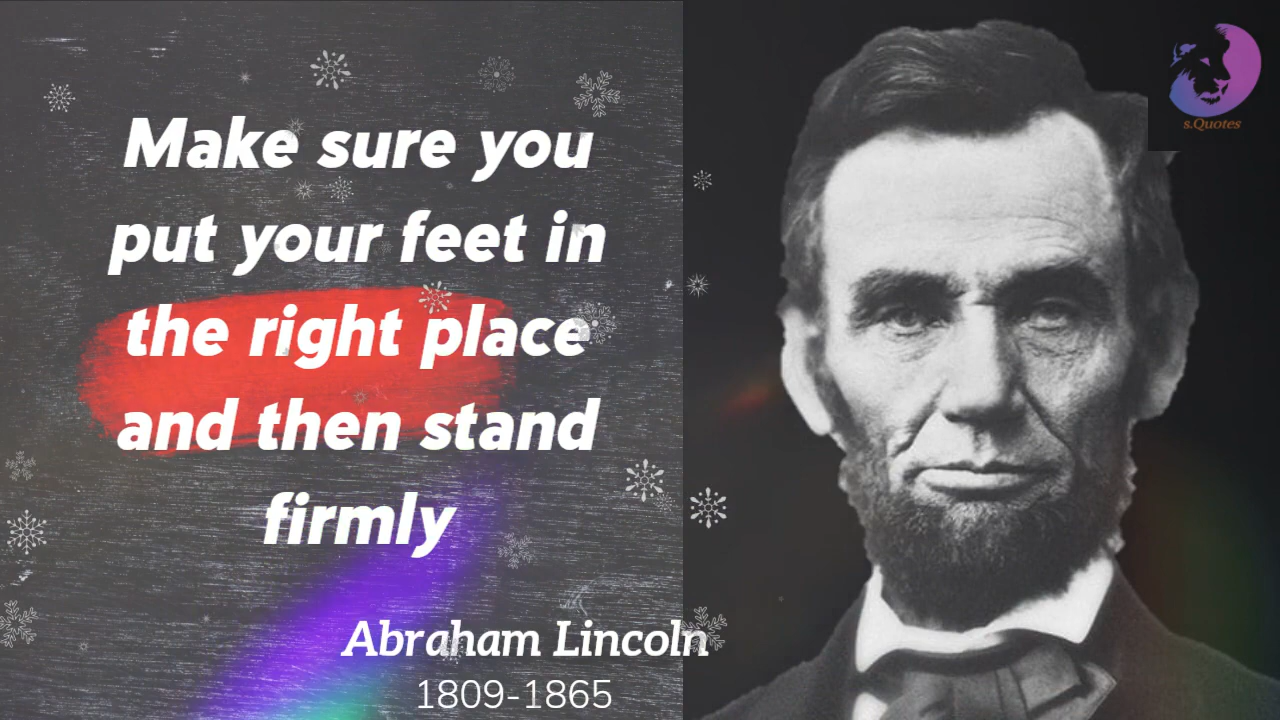 Make sure you
put your feet in
the right place
and then stand
firmly
Abraham Lincoln
1809-1865
s.Quotes